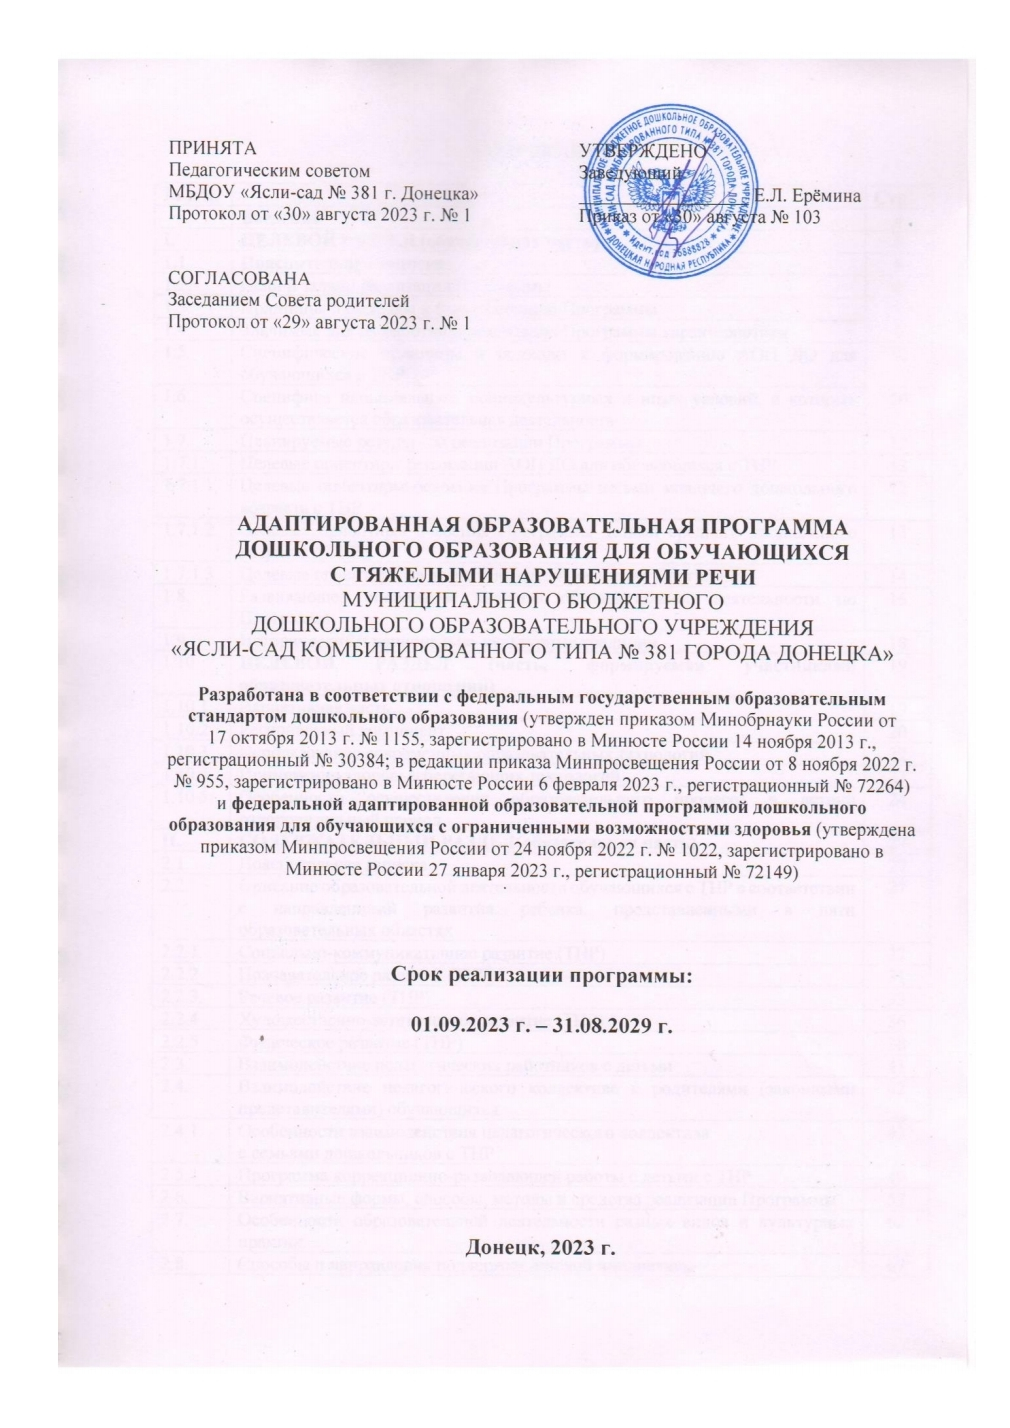 ПРИНЯТА
Педагогическим советом
МБДОУ «Ясли-сад № 381 г. Донецка»
Протокол от «30» августа 2023 г. № 1
УТВЕРЖДЕНО
Заведующий
Е.Л. Ерёмина
Приказ от «30» августа № 103
СОГЛАСОВАНА
Заседанием Совета родителей
Протокол от «29» августа 2023 г. № 1
АДАПТИРОВАННАЯ ОБРАЗОВАТЕЛЬНАЯ ПРОГРАММА
ДОШКОЛЬНОГО ОБРАЗОВАНИЯ ДЛЯ ОБУЧАЮЩИХСЯ
С ТЯЖЕЛЫМИ НАРУШЕНИЯМИ РЕЧИ
МУНИЦИПАЛЬНОГО БЮДЖЕТНОГО
ДОШКОЛЬНОГО ОБРАЗОВАТЕЛЬНОГО УЧРЕЖДЕНИЯ
«ЯСЛИ-САД КОМБИНИРОВАННОГО ТИПА № 381 ГОРОДА ДОНЕЦКА»
Разработана в соответствии с федеральным государственным образовательным
стандартом дошкольного образования (утвержден приказом Минобрнауки России от
17 октября 2013 г. № 1155, зарегистрировано в Минюсте России 14 ноября 2013 г.,
регистрационный № 30384; в редакции приказа Минпросвещения России от 8 ноября 2022 г.
№ 955, зарегистрировано в Минюсте России 6 февраля 2023 г., регистрационный № 72264)
и федеральной адаптированной образовательной программой дошкольного
образования для обучающихся с ограниченными возможностями здоровья (утверждена
приказом Минпросвещения России от 24 ноября 2022 г. № 1022, зарегистрировано в
Минюсте России 27 января 2023 г., регистрационный № 72149)
Срок реализации программы:
01.09.2023 г. – 31.08.2029 г.
Донецк, 2023 г.